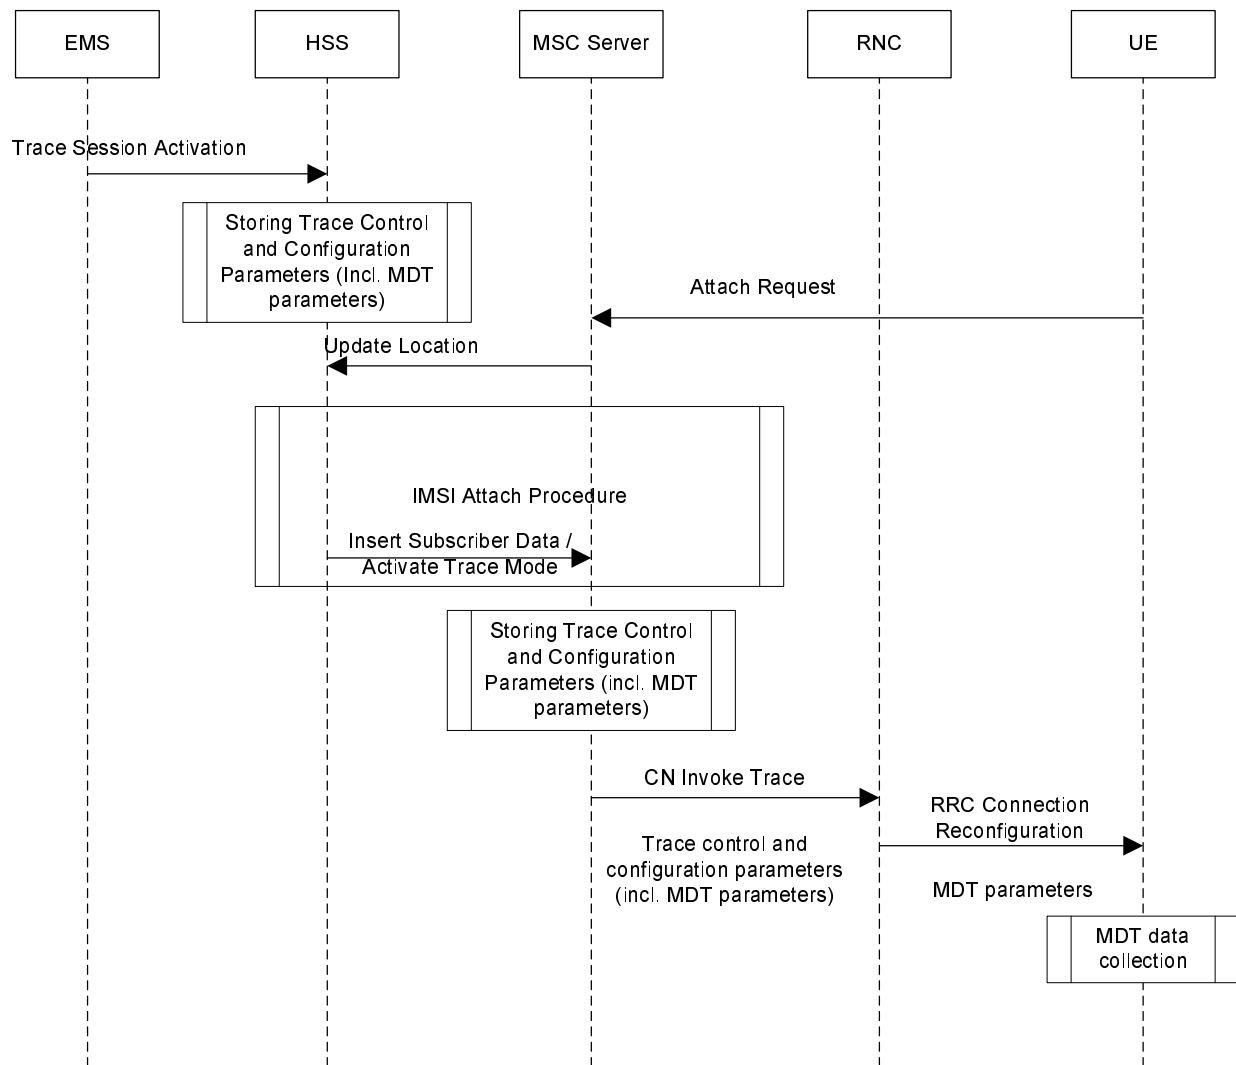 EMS
HSS
MSC Server
RNC
UE
Trace Session Activation
Storing Trace Control
and Configuration
Parameters (Incl. MDT
parameters)
Attach Request
Update Location
IMSI Attach Procedure
Insert Subscriber Data /
Activate Trace Mode
Storing Trace Control
and Configuration
Parameters (incl. MDT
parameters)
CN Invoke Trace
RRC Connection
Reconfiguration
Trace control and
configuration parameters
(incl. MDT parameters)
MDT parameters
MDT data
collection